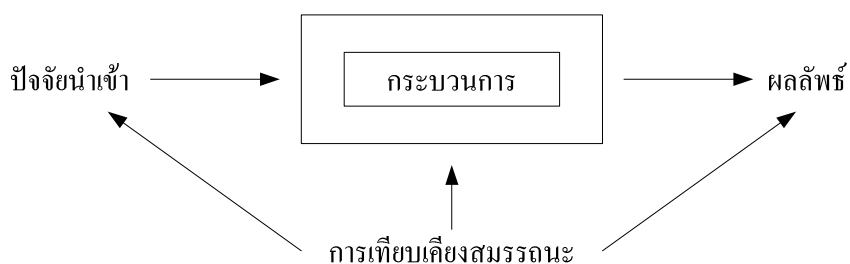 ปัจจัยนำเข้า
กระบวนการ
ผลลัพธ์
การเทียบเคียงสมรรถนะ